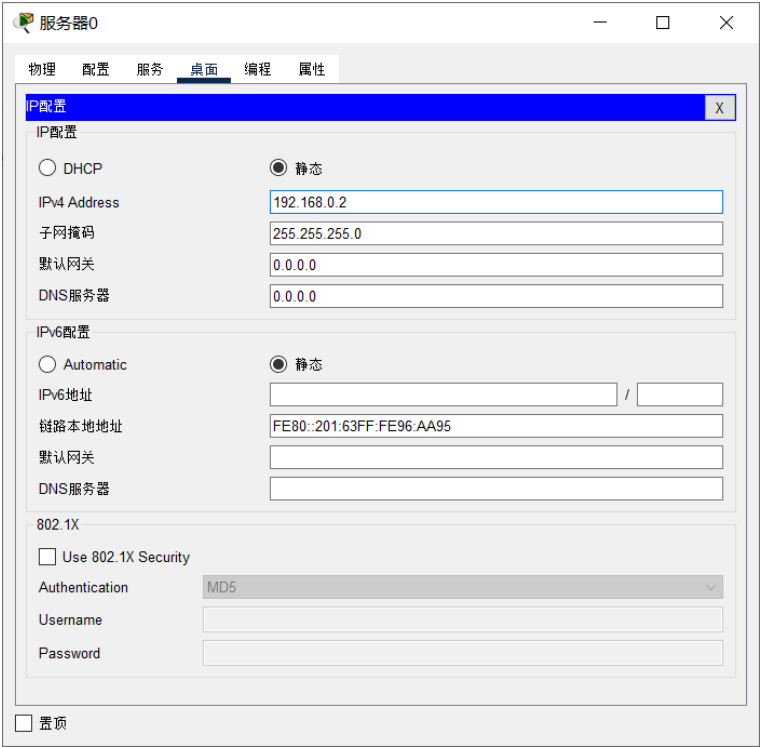 服务器0
物理 配置 服务 桌面 编程 属性
IP配置 X
IP配置
DHCP 静态
IPv4 Address 192.168.0.2
子网掩码 255.255.255.0
默认网关 0.0.0.0
DNS服务器 0.0.0.0
IPv6配置
Automatic 静态
IPv6地址 /
链路本地地址 FE80::201:63FF:FE96:AA95
默认网关
DNS服务器
802.1X
Use 802.1X Security
Authentication MD5
Username
Password
置顶